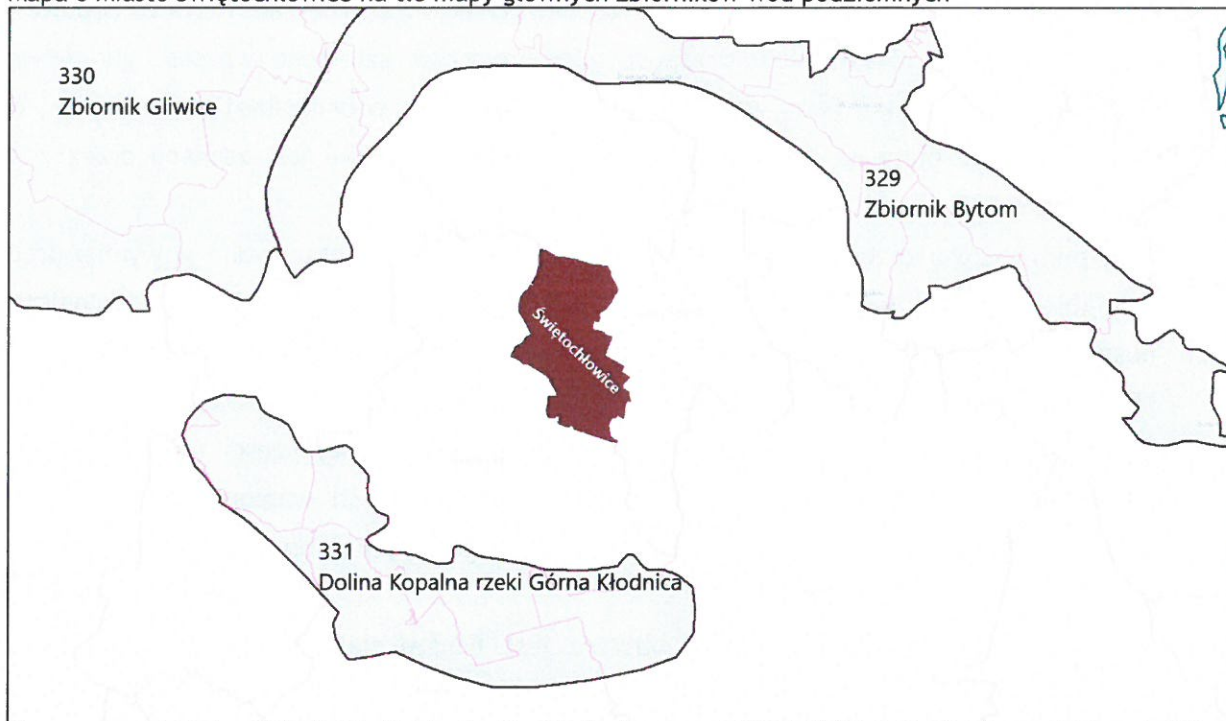 330
Zbiornik Gliwice
329
Zbiornik Bytom
Świętochłowice
331
Dolina Kopalna rzeki Górna Kłodnica